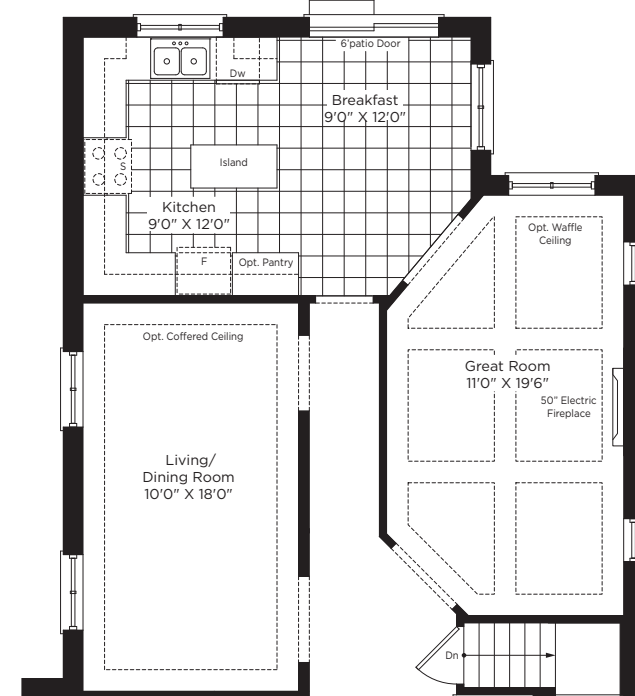 6'patio Door
Dw
Breakfast
9'0" X 12'0"
S
Island
Kitchen
9'0" X 12'0"
F
Opt. Pantry
Opt. Waffle
Ceiling
Opt. Coffered Ceiling
Great Room
11'0" X 19'6"
50" Electric
Fireplace
Living/
Dining Room
10'0" X 18'0"
Dn